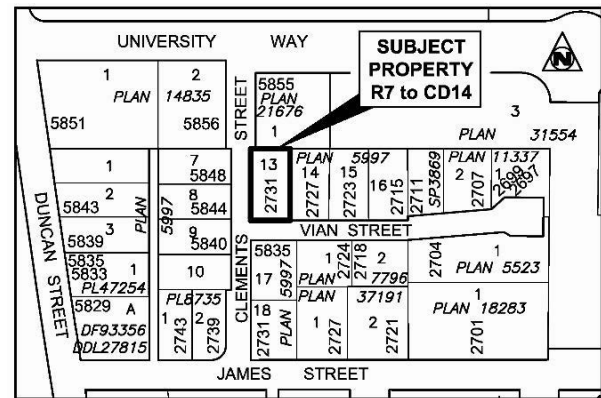 UNIVERSITY WAY
SUBJECT
PROPERTY
R7 to CD14
N
1
PLAN 14835
5851
2
5856
STREET
5855
PLAN
21676
1
3
PLAN 31554
1
7
5848
13
2731
PLAN 5997
14
2727
15
2723
16
2715
2711
SP3869
PLAN 11337
2
2707
1
2699
2697
DUNCAN STREET
5843 2
PLAN
5997
8
5844
3
5839
9
5840
VIAN STREET
5835
5833 1
PL47254
10
CLEMENTS
5835
17
PLAN 5997
1
PLAN
2724
2718
2
7796
2704
1
PLAN 5523
5829 A
DF93356
DDL27815
PL8735
1
2743
2
2739
18
2731
PLAN 37191
1
2727
2
2721
1
PLAN 18283
2701
JAMES STREET